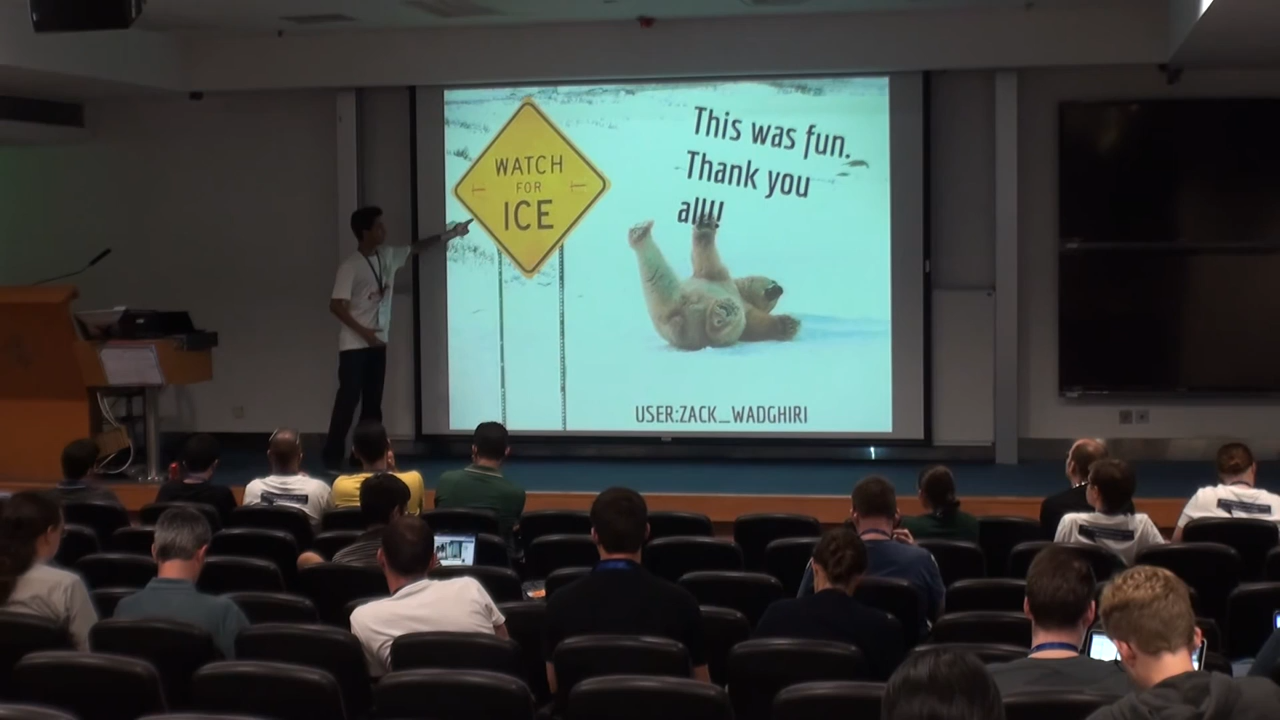 WATCH
FOR
ICE
This was fun.
Thank you
all!!
USER:ZACK_WADGHIRI